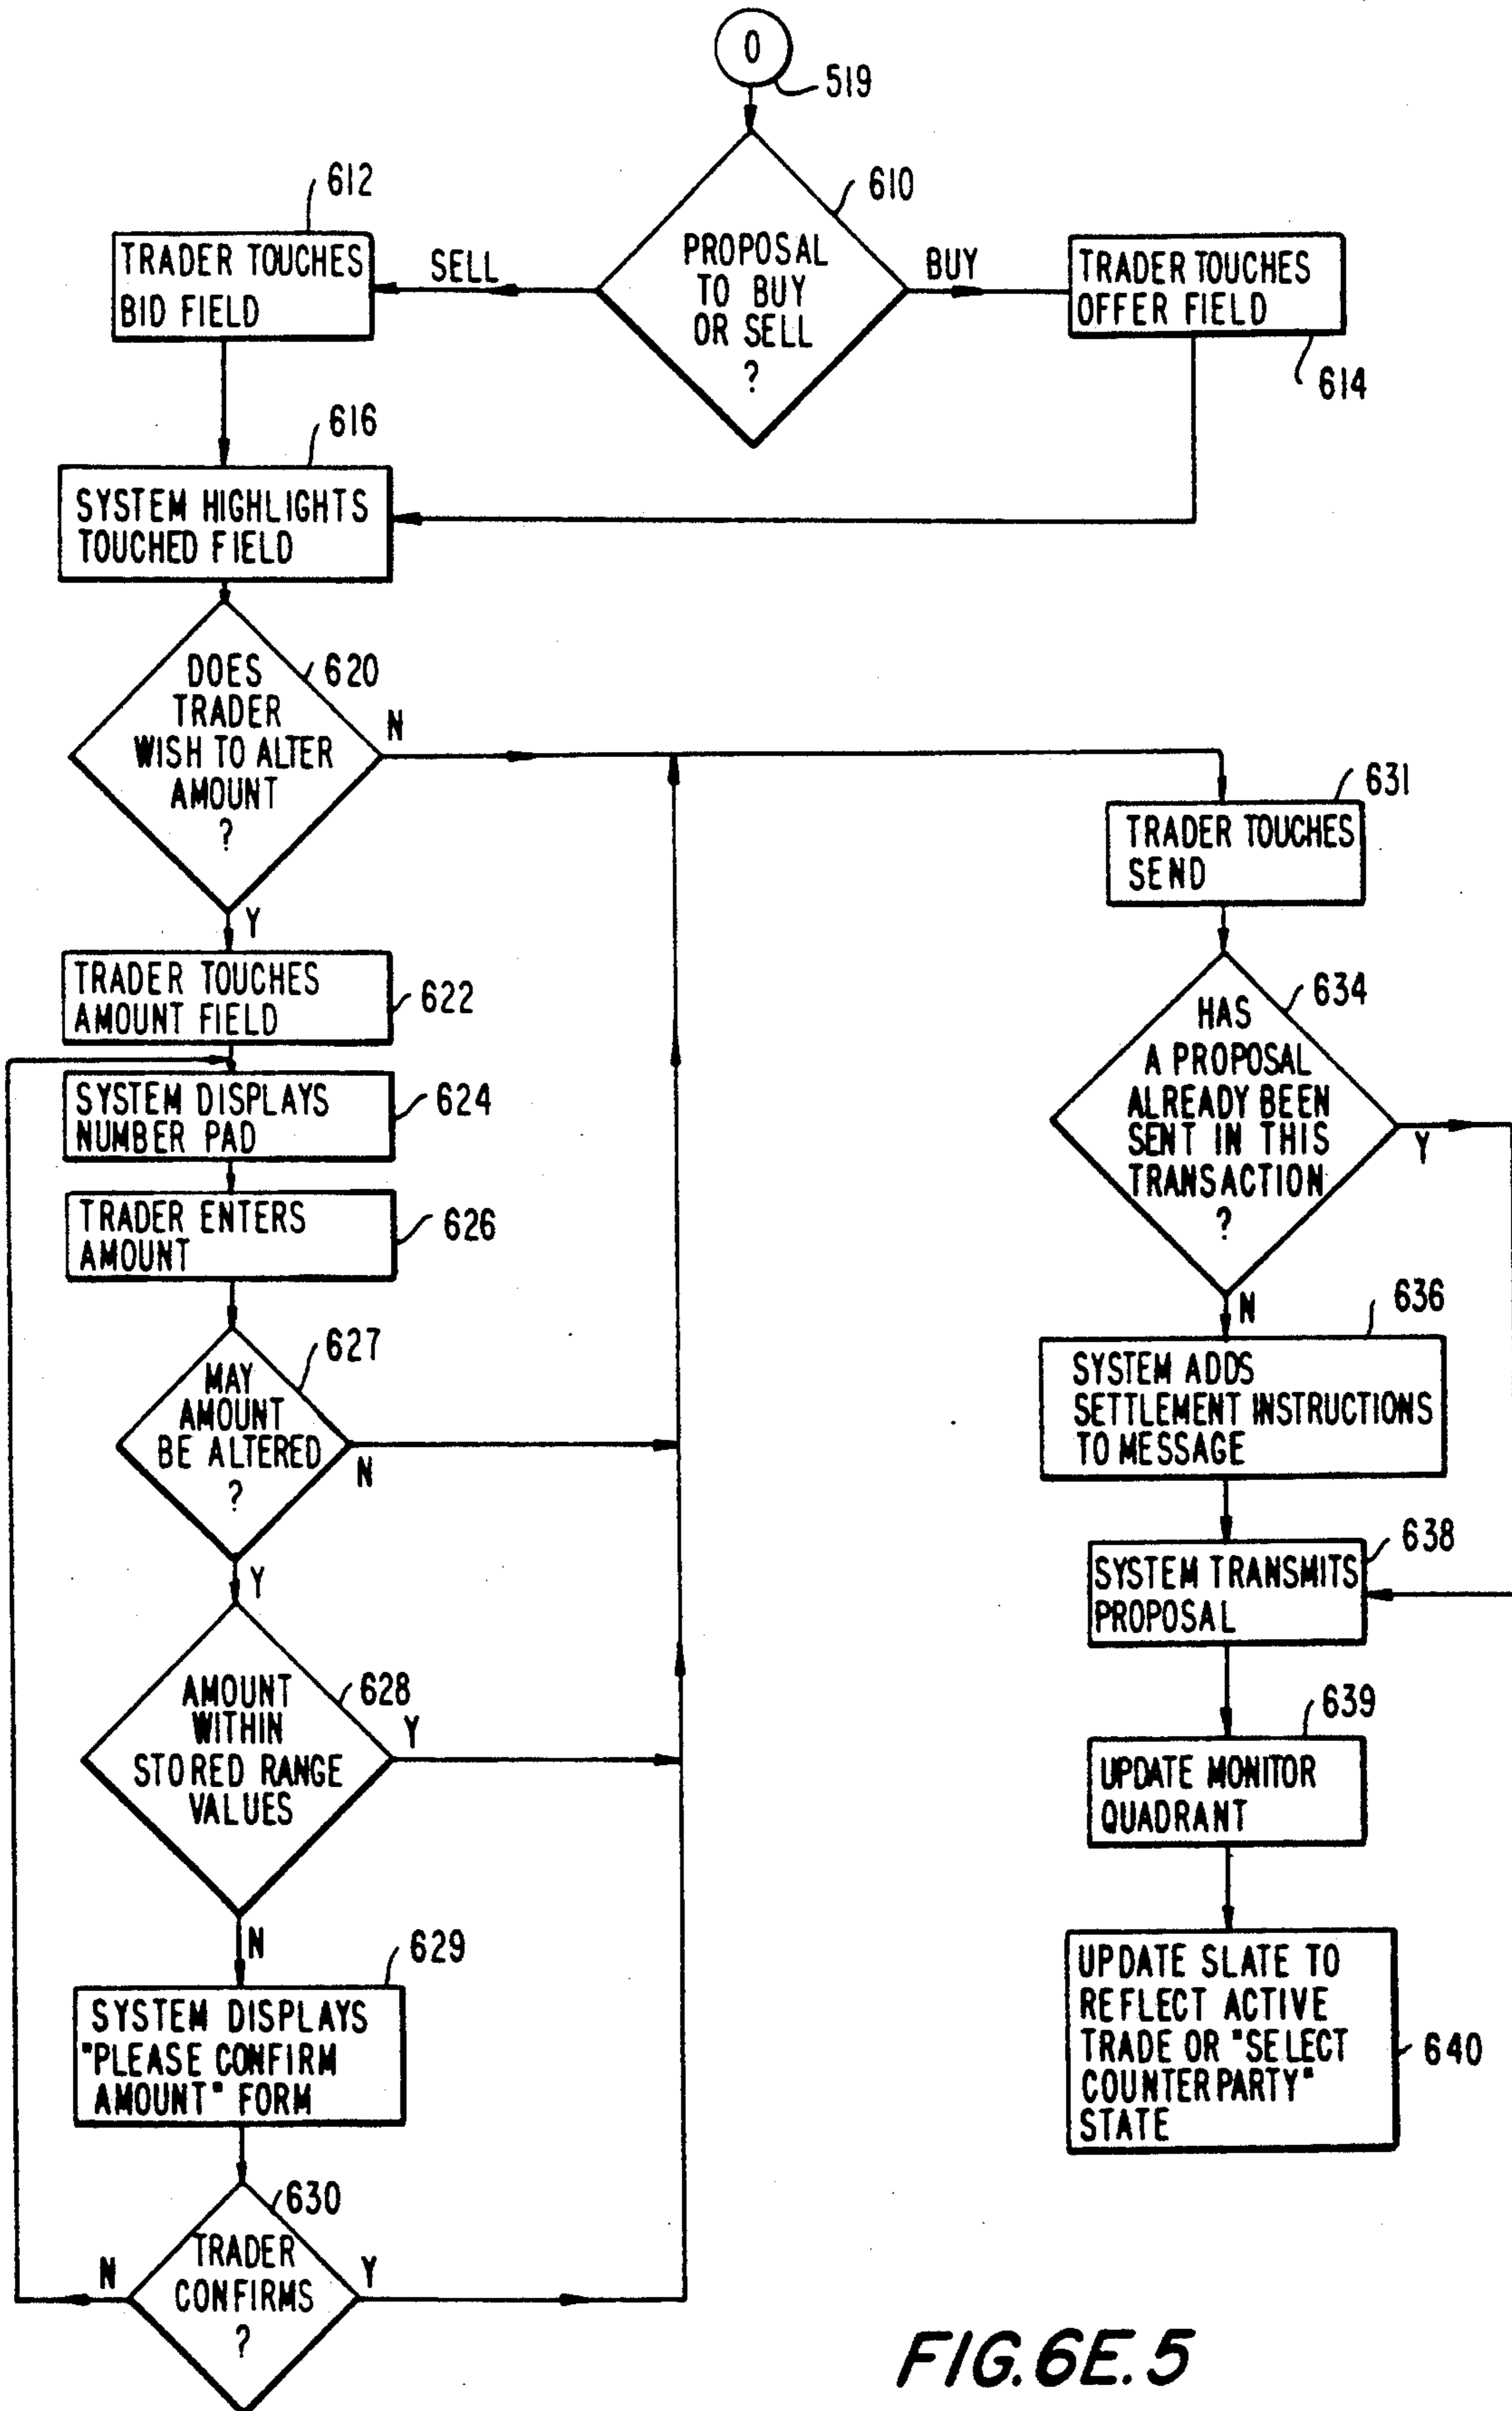 0
519
610
PROPOSAL
TO BUY
OR SELL
?
612
TRADER TOUCHES
BID FIELD
SELL
BUY
TRADER TOUCHES
OFFER FIELD
614
616
SYSTEM HIGHLIGHTS
TOUCHED FIELD
620
DOES
TRADER
WISH TO ALTER
AMOUNT
?
N
Y
TRADER TOUCHES
AMOUNT FIELD
622
SYSTEM DISPLAYS
NUMBER PAD
624
TRADER ENTERS
AMOUNT
626
627
MAY
AMOUNT
BE ALTERED
?
N
Y
628
AMOUNT
WITHIN
STORED RANGE
VALUES
Y
N
629
SYSTEM DISPLAYS
"PLEASE CONFIRM
AMOUNT" FORM
630
TRADER
CONFIRMS
?
N
Y
631
TRADER TOUCHES
SEND
634
HAS
A PROPOSAL
ALREADY BEEN
SENT IN THIS
TRANSACTION
?
Y
N
636
SYSTEM ADDS
SETTLEMENT INSTRUCTIONS
TO MESSAGE
638
SYSTEM TRANSMITS
PROPOSAL
639
UPDATE MONITOR
QUADRANT
UPDATE SLATE TO
REFLECT ACTIVE
TRADE OR "SELECT
COUNTERPARTY"
STATE
640
FIG.6E.5